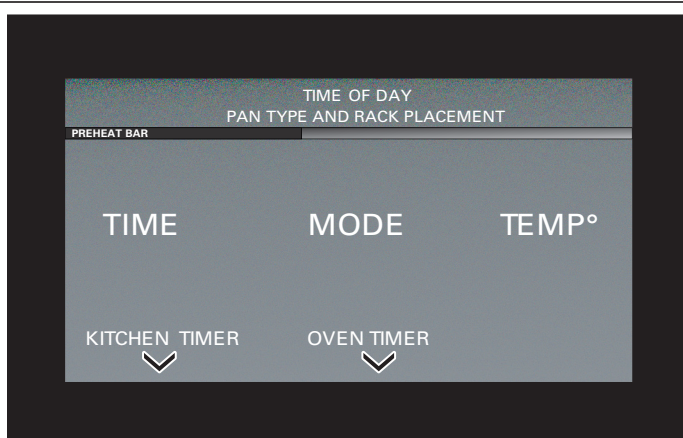 TIME OF DAY
PAN TYPE AND RACK PLACEMENT
PREHEAT BAR
TIME MODE TEMP°
KITCHEN TIMER OVEN TIMER